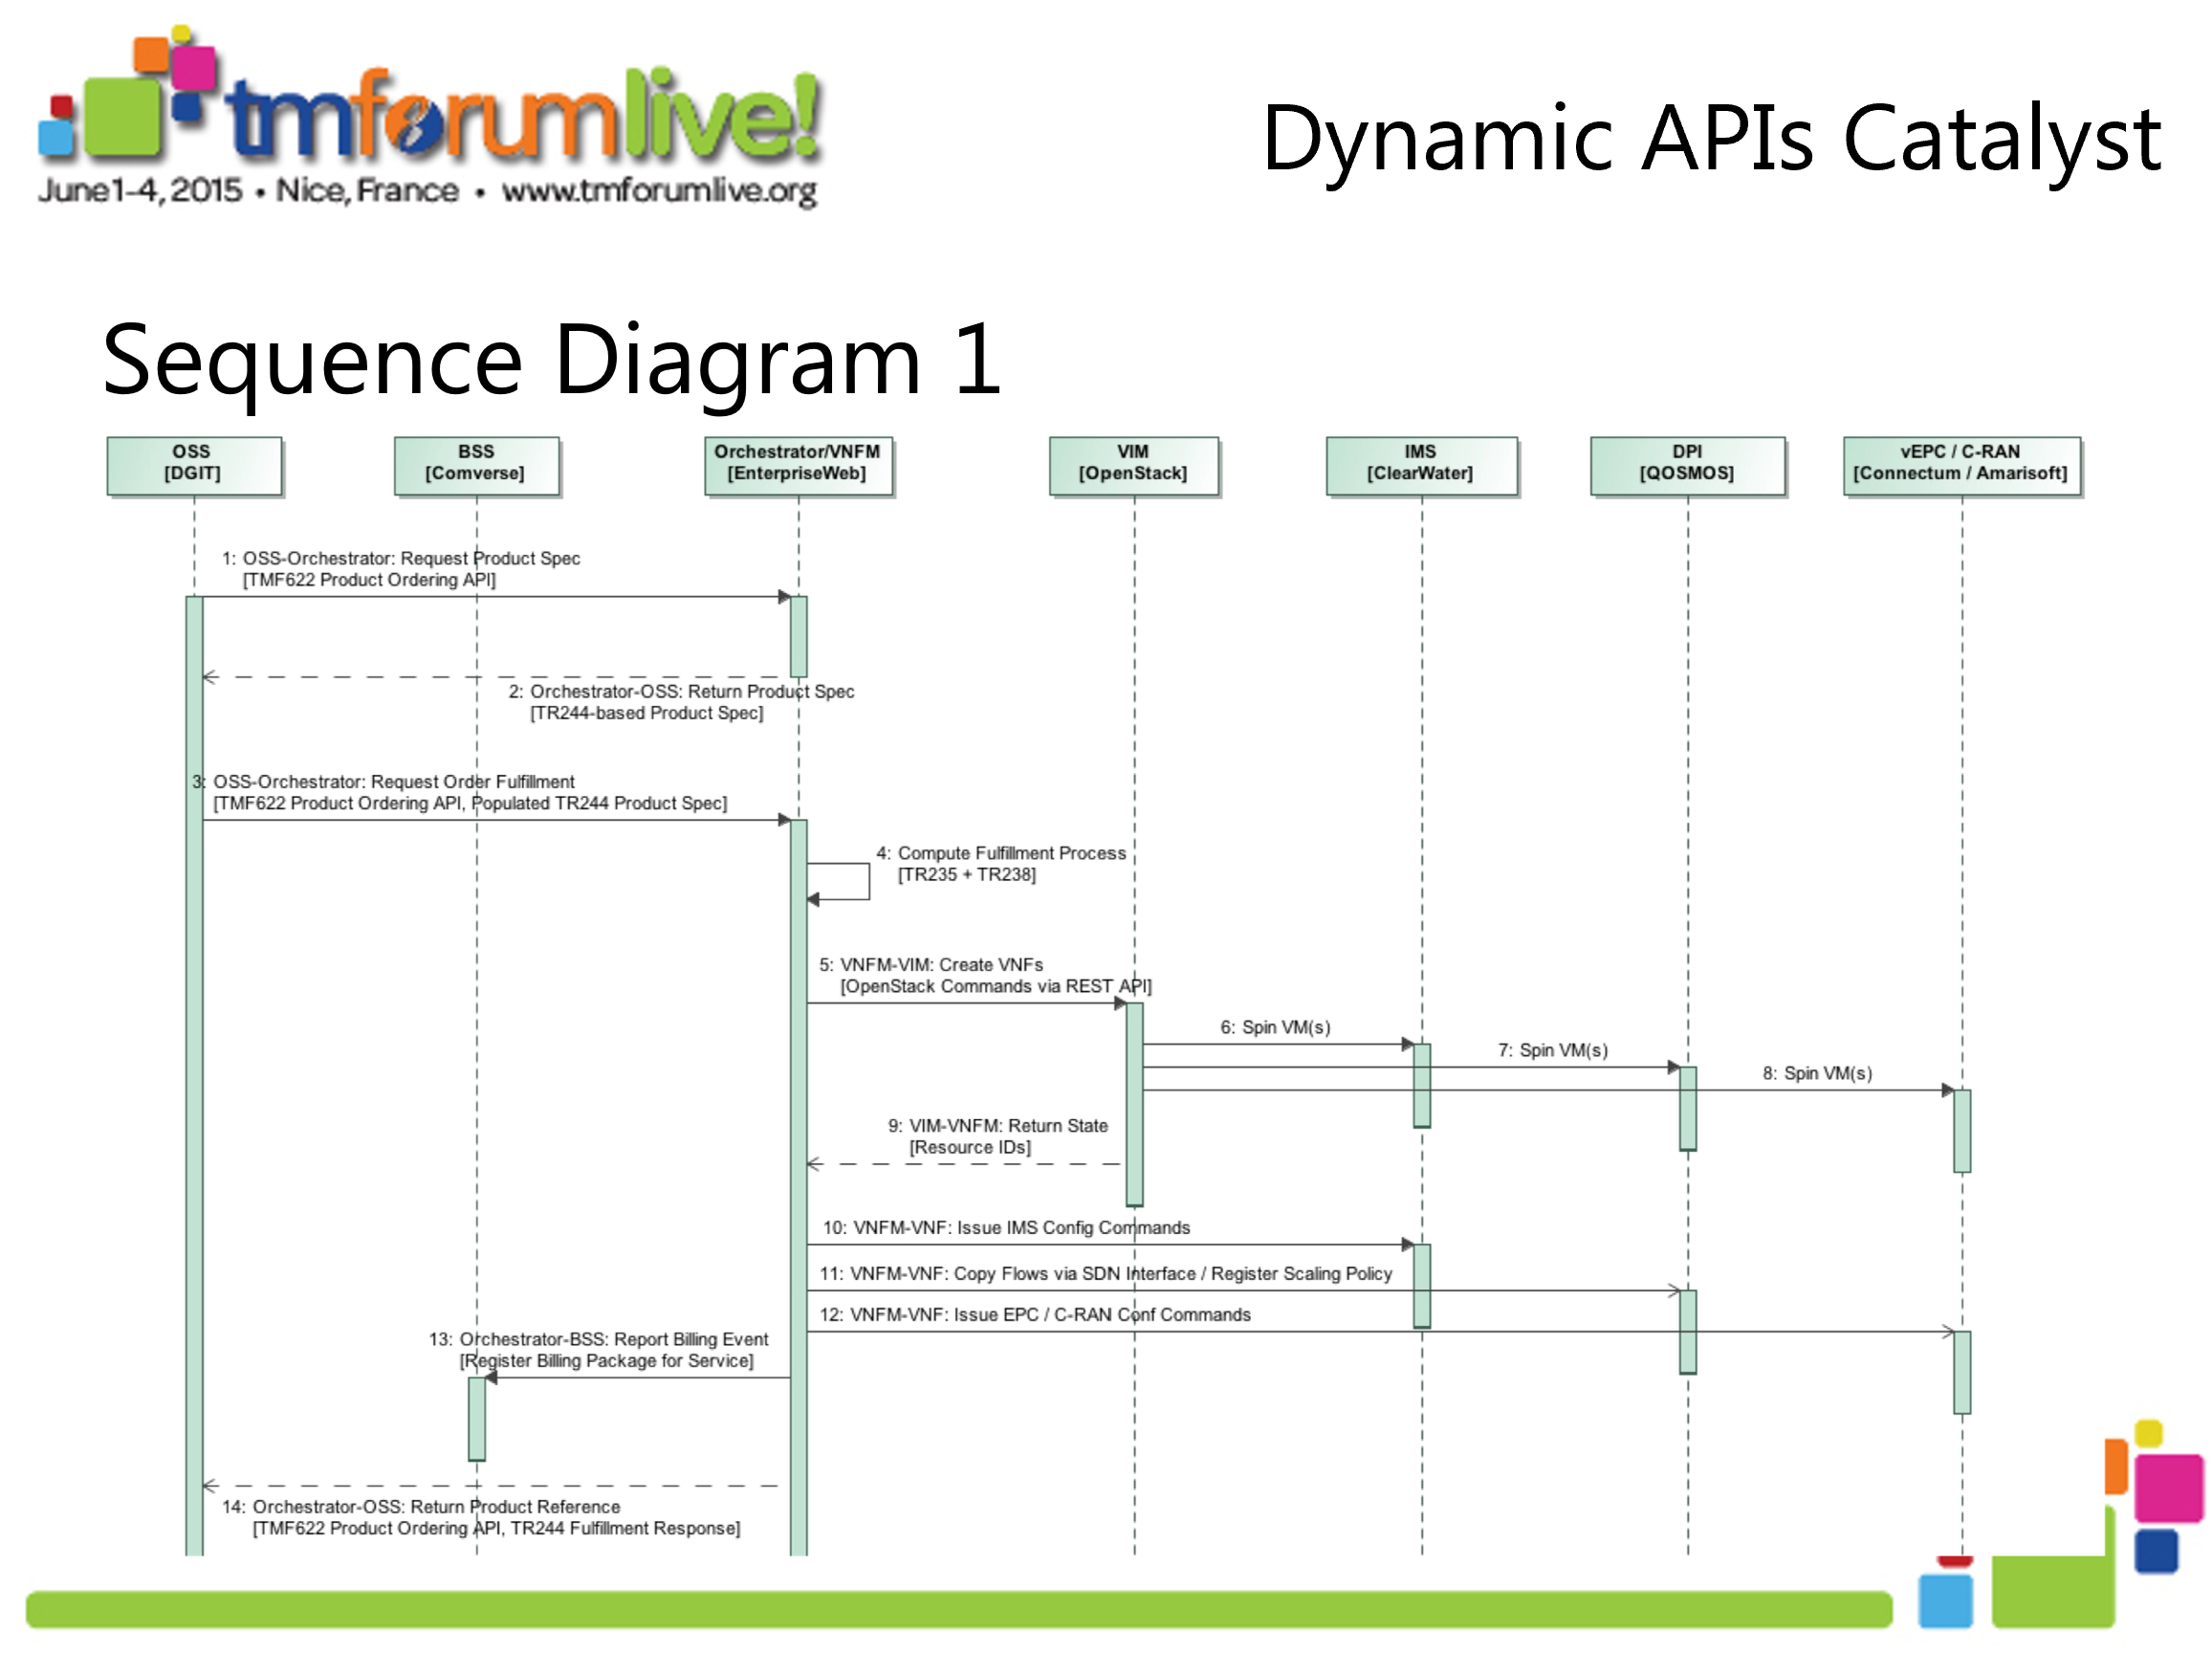 tmforumlive!
June 1-4, 2015 • Nice, France • www.tmforumlive.org
Dynamic APIs Catalyst
Sequence Diagram 1
OSS
[DGIT]
BSS
[Comverse]
Orchestrator/VNFM
[EnterpriseWeb]
VIM
[OpenStack]
IMS
[ClearWater]
DPI
[QOSMOS]
vEPC / C-RAN
[Connectum / Amarisoft]
1: OSS-Orchestrator: Request Product Spec
[TMF622 Product Ordering API]
2: Orchestrator-OSS: Return Product Spec
[TR244-based Product Spec]
3: OSS-Orchestrator: Request Order Fulfillment
[TMF622 Product Ordering API, Populated TR244 Product Spec]
4: Compute Fulfillment Process
[TR235 + TR238]
5: VNFM-VIM: Create VNFs
[OpenStack Commands via REST API]
6: Spin VM(s)
7: Spin VM(s)
8: Spin VM(s)
9: VIM-VNFM: Return State
[Resource IDs]
10: VNFM-VNF: Issue IMS Config Commands
11: VNFM-VNF: Copy Flows via SDN Interface / Register Scaling Policy
12: VNFM-VNF: Issue EPC / C-RAN Conf Commands
13: Orchestrator-BSS: Report Billing Event
[Register Billing Package for Service]
14: Orchestrator-OSS: Return Product Reference
[TMF622 Product Ordering API, TR244 Fulfillment Response]